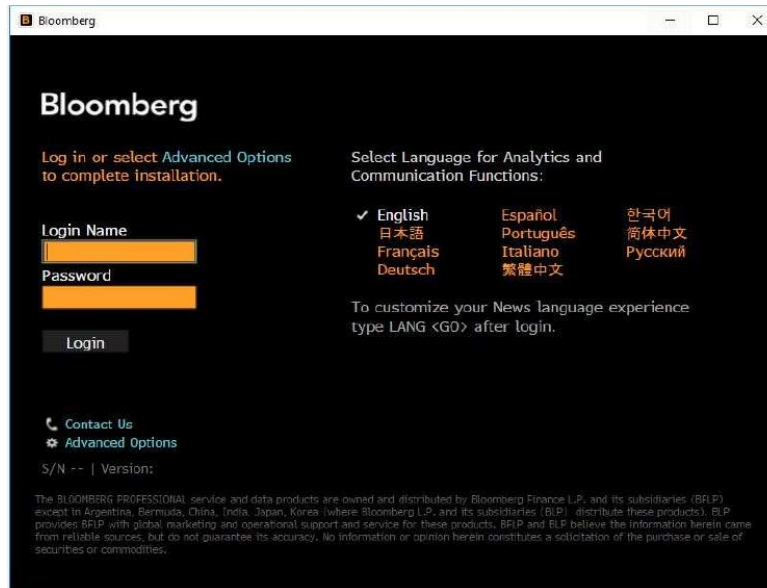 Bloomberg
Bloomberg
Log in or select Advanced Options
to complete installation.
Login Name
Password
Login
Select Language for Analytics and
Communication Functions:
✓ English Español 한국어
日本語 Português 简体中文
Français Italiano Русский
Deutsch 繁體中文
To customize your News language experience
type LANG <GO> after login.
Contact Us
Advanced Options
S/N -- | Version:
The BLOOMBERG PROFESSIONAL service and data products are owned and distributed by Bloomberg Finance L.P. and its subsidiaries (BFLP)
except in Argentina, Bermuda, China, India, Japan, Korea (where Bloomberg L.P. and its subsidiaries (BLP) distribute these products). BLP
provides BFLP with global marketing and operational support and service for these products. BFLP and BLP believe the information herein came
from reliable sources, but do not guarantee its accuracy. No information or opinion herein constitutes a solicitation of the purchase or sale of
securities or commodities.